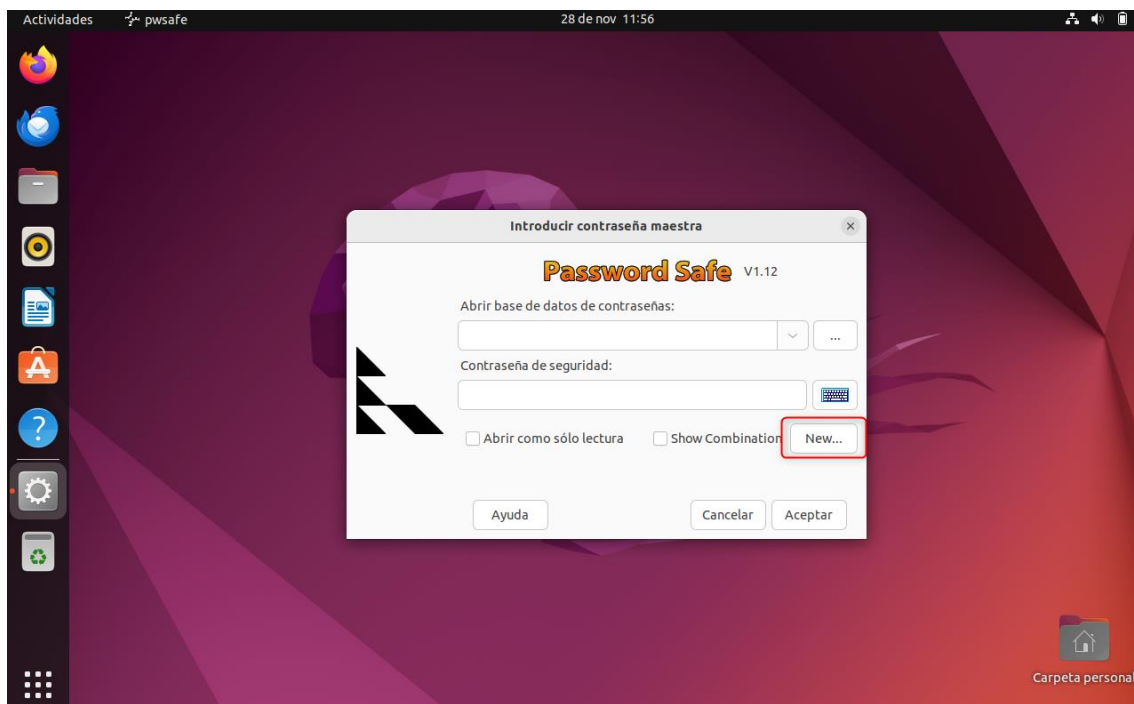 Actividades pwsafe 28 de nov 11:56
Introducir contraseña maestra
Password Safe V1.12
Abrir base de datos de contraseñas:
...
Contraseña de seguridad:
Abrir como sólo lectura Show Combination New...
Ayuda Cancelar Aceptar
Carpeta personal